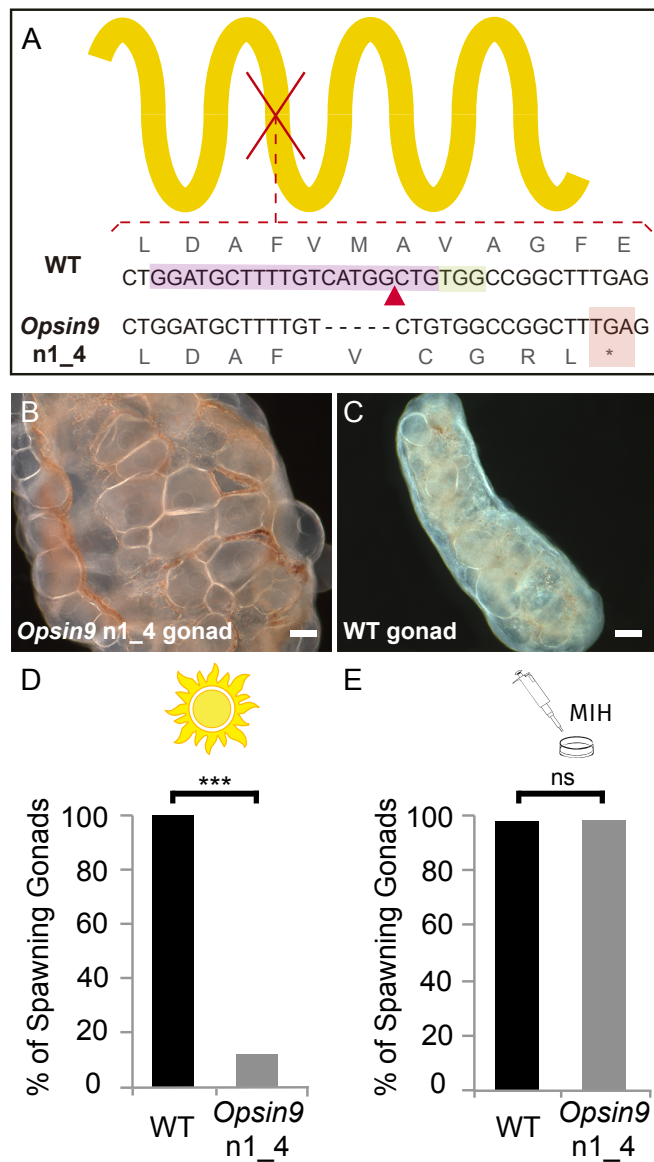 A
L D A F V M A V A G F E
WT
CTGGATGCTTTTGTCATGGCTGTGGCCGGCTTTGAG
Opsin9 CTGGATGCTTTTGT-----CTGTGGCCGGCTTTGAG
n1_4 L D A F V C G R L *
B C
Opsin9 n1_4 gonad WT gonad
D E
MIH
*** ns
% of Spawning Gonads
100
80
60
40
20
0
WT Opsin9
n1_4
% of Spawning Gonads
100
80
60
40
20
0
WT Opsin9
n1_4